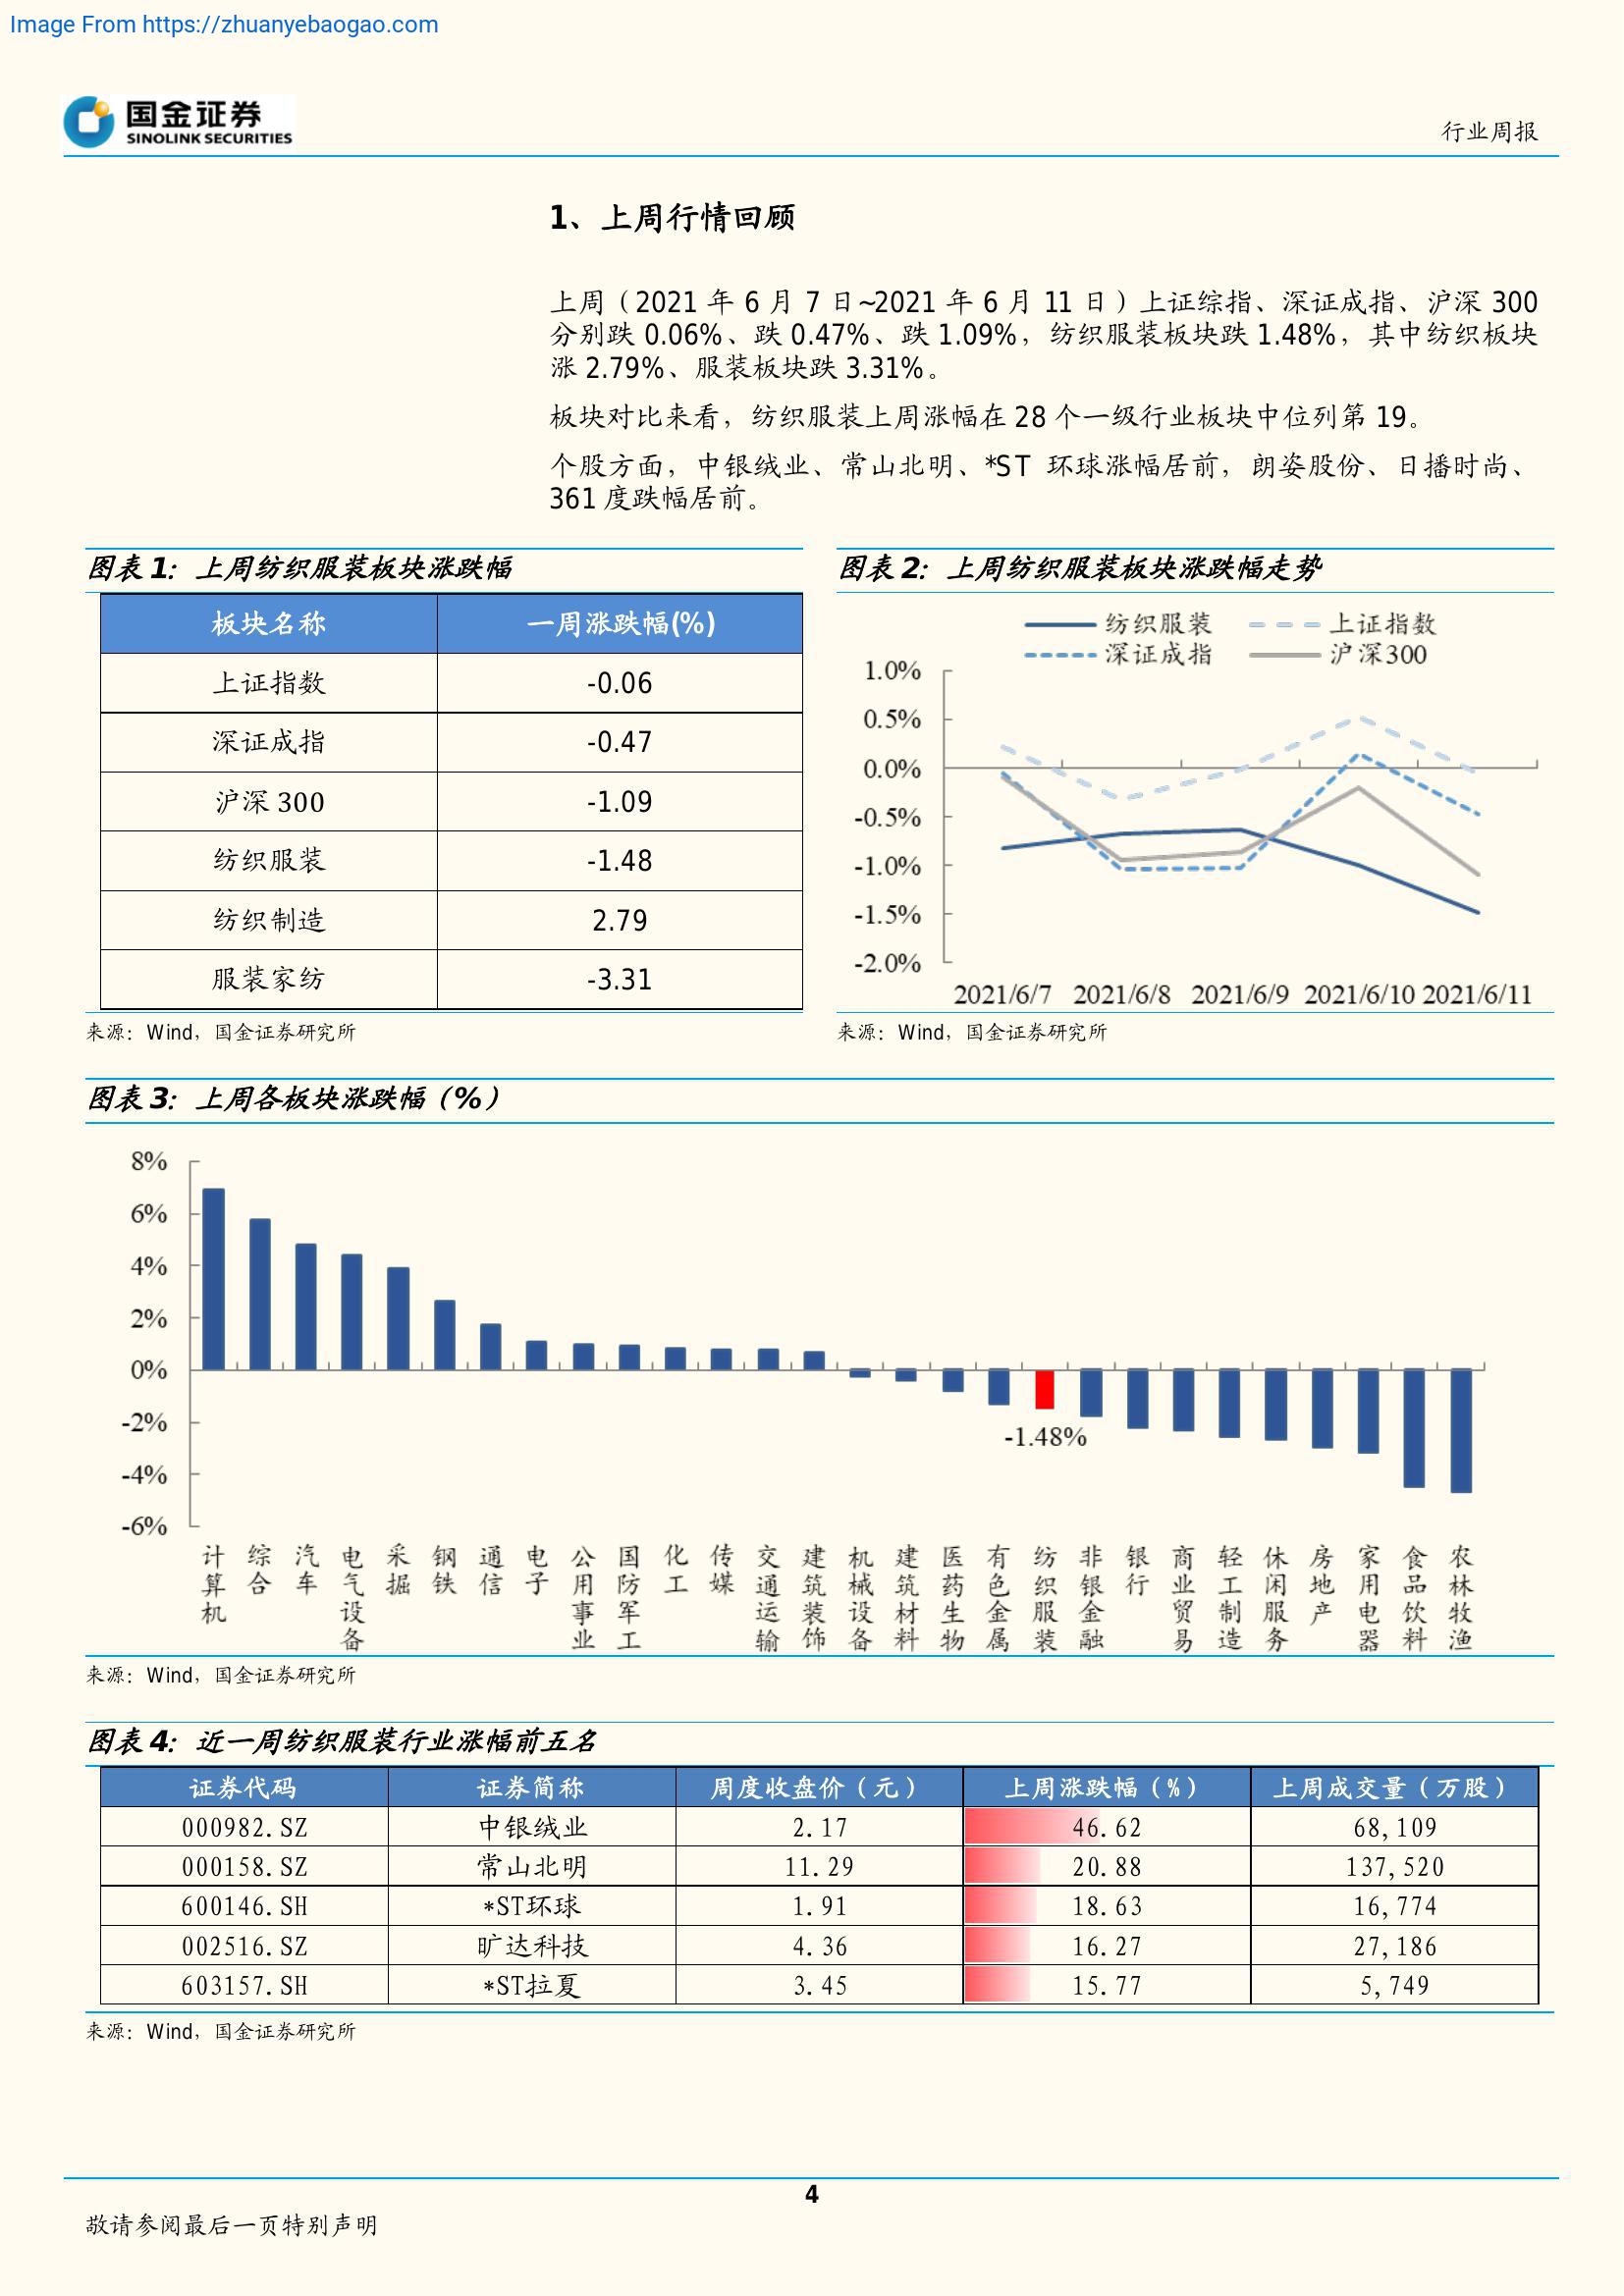 Image From https://zhuanyebaogao.com
国金证券
SINOLINK SECURITIES
行业周报
1、上周行情回顾
上周（2021 年 6 月 7 日~2021 年 6 月 11 日）上证综指、深证成指、沪深 300
分别跌 0.06%、跌 0.47%、跌 1.09%，纺织服装板块跌 1.48%，其中纺织板块
涨 2.79%、服装板块跌 3.31%。
板块对比来看，纺织服装上周涨幅在 28 个一级行业板块中位列第 19。
个股方面，中银绒业、常山北明、*ST 环球涨幅居前，朗姿股份、日播时尚、
361 度跌幅居前。
图表 1：上周纺织服装板块涨跌幅
板块名称 一周涨跌幅(%)
上证指数 -0.06
深证成指 -0.47
沪深 300 -1.09
纺织服装 -1.48
纺织制造 2.79
服装家纺 -3.31
来源：Wind，国金证券研究所
图表 2：上周纺织服装板块涨跌幅走势
纺织服装 上证指数
深证成指 沪深300
1.0%
0.5%
0.0%
-0.5%
-1.0%
-1.5%
-2.0%
2021/6/7 2021/6/8 2021/6/9 2021/6/10 2021/6/11
来源：Wind，国金证券研究所
图表 3：上周各板块涨跌幅（%）
8%
6%
4%
2%
0%
-2%
-4%
-6%
-1.48%
计算机
综合
汽车
电气设备
采掘
钢铁
通信
电子
公用事业
国防军工
化工
传媒
交通运输
建筑装饰
机械设备
建筑材料
医药生物
有色金属
纺织服装
非银金融
银行
商业贸易
轻工制造
休闲服务
房地产
家用电器
食品饮料
农林牧渔
来源：Wind，国金证券研究所
图表 4：近一周纺织服装行业涨幅前五名
证券代码 证券简称 周度收盘价（元） 上周涨跌幅（%） 上周成交量（万股）
000982.SZ 中银绒业 2.17 46.62 68,109
000158.SZ 常山北明 11.29 20.88 137,520
600146.SH *ST环球 1.91 18.63 16,774
002516.SZ 旷达科技 4.36 16.27 27,186
603157.SH *ST拉夏 3.45 15.77 5,749
来源：Wind，国金证券研究所
4
敬请参阅最后一页特别声明